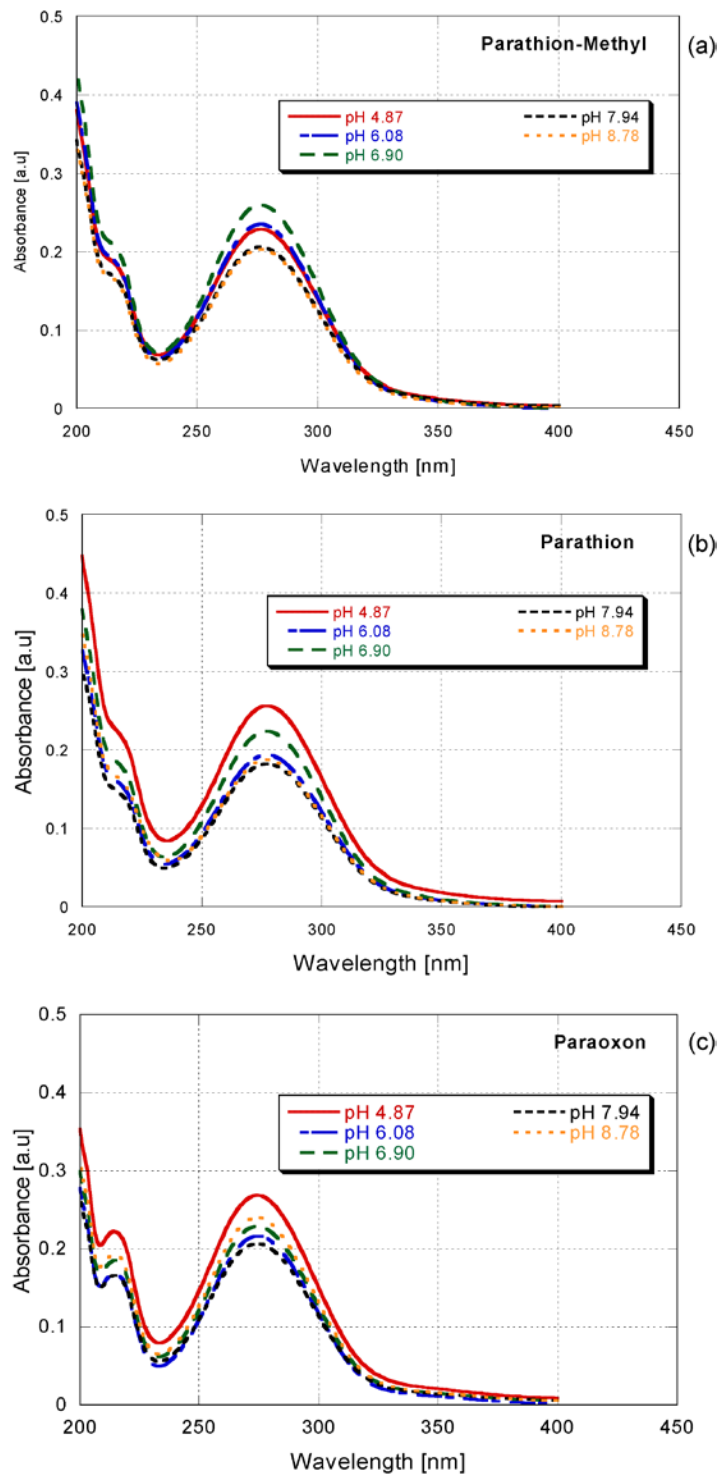 Parathion-Methyl (a)
0.5
0.4
0.3
0.2
0.1
0
Absorbance [a.u]
pH 4.87 pH 7.94
pH 6.08 pH 8.78
pH 6.90
200 250 300 350 400 450
Wavelength [nm]
Parathion (b)
0.5
0.4
0.3
0.2
0.1
0
Absorbance [a.u]
pH 4.87 pH 7.94
pH 6.08 pH 8.78
pH 6.90
200 250 300 350 400 450
Wavelength [nm]
Paraoxon (c)
0.5
0.4
0.3
0.2
0.1
0
Absorbance [a.u]
pH 4.87 pH 7.94
pH 6.08 pH 8.78
pH 6.90
200 250 300 350 400 450
Wavelength [nm]